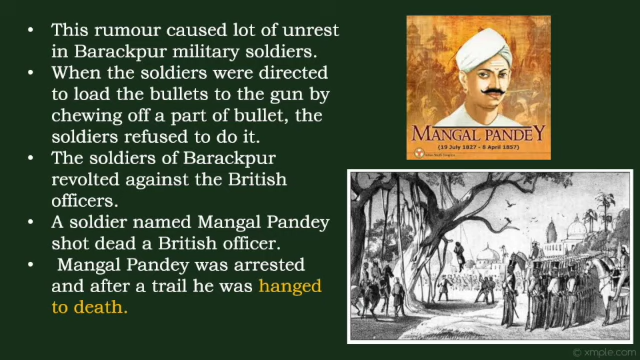 • This rumour caused lot of unrest
in Barackpur military soldiers.
• When the soldiers were directed
to load the bullets to the gun by
chewing off a part of bullet, the
soldiers refused to do it.
• The soldiers of Barackpur
revolted against the British
officers.
• A soldier named Mangal Pandey
shot dead a British officer.
• Mangal Pandey was arrested
and after a trail he was hanged
to death.
MANGAL PANDEY
(19 July 1827 - 8 April 1857)
© xmple.com